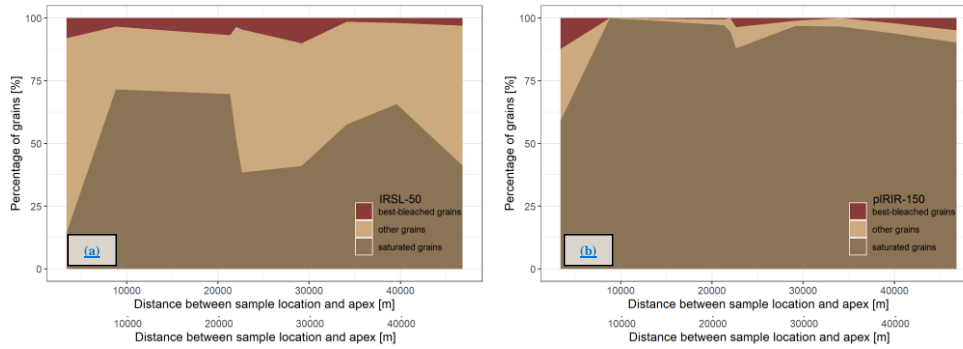 Percentage of grains [%]
100
75
50
25
0
IRSL-50
best-bleached grains
other grains
saturated grains
(a)
10000 20000 30000 40000
Distance between sample location and apex [m]
10000 20000 30000 40000
Distance between sample location and apex [m]
Percentage of grains [%]
100
75
50
25
0
pIRIR-150
best-bleached grains
other grains
saturated grains
(b)
10000 20000 30000 40000
Distance between sample location and apex [m]
10000 20000 30000 40000
Distance between sample location and apex [m]